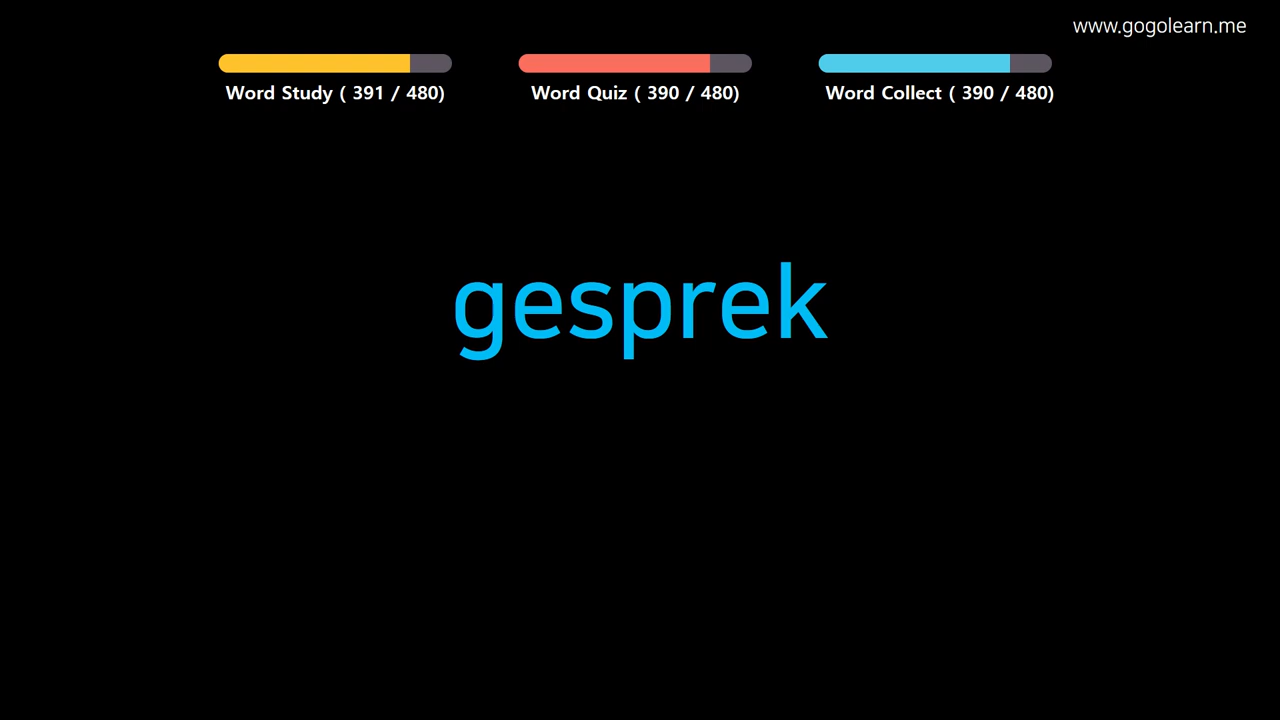 www.gogolearn.me
Word Study ( 391 / 480)
Word Quiz ( 390 / 480)
Word Collect ( 390 / 480)
gesprek